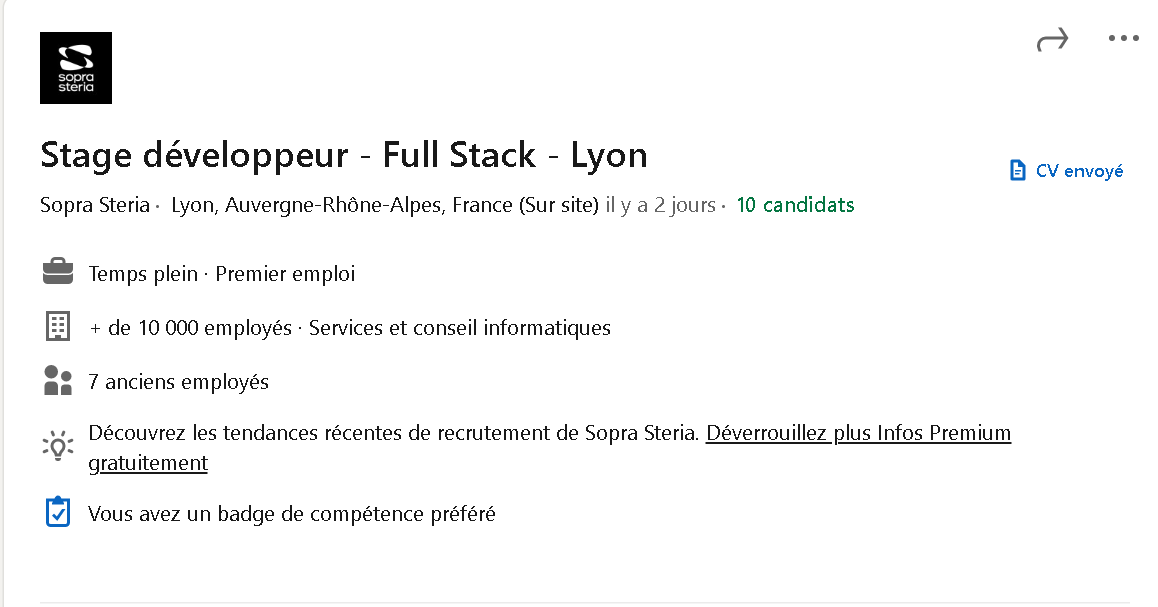 sopra
steria
Stage développeur - Full Stack - Lyon
CV envoyé
Sopra Steria · Lyon, Auvergne-Rhône-Alpes, France (Sur site) il y a 2 jours · 10 candidats
Temps plein · Premier emploi
+ de 10 000 employés · Services et conseil informatiques
7 anciens employés
Découvrez les tendances récentes de recrutement de Sopra Steria. Déverrouillez plus Infos Premium
gratuitement
Vous avez un badge de compétence préféré